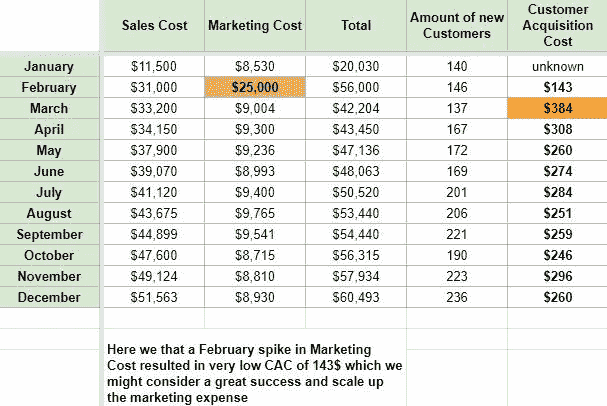 Sales Cost Marketing Cost Total Amount of new Customers Customer Acquisition Cost
January $11,500 $8,530 $20,030 140 unknown
February $31,000 $25,000 $56,000 146 $143
March $33,200 $9,004 $42,204 137 $384
April $34,150 $9,300 $43,450 167 $308
May $37,900 $9,236 $47,136 172 $260
June $39,070 $8,993 $48,063 169 $274
July $41,120 $9,400 $50,520 201 $284
August $43,675 $9,765 $53,440 206 $251
September $44,899 $9,541 $54,440 221 $259
October $47,600 $8,715 $56,315 190 $246
November $49,124 $8,810 $57,934 223 $296
December $51,563 $8,930 $60,493 236 $260
Here we that a February spike in Marketing
Cost resulted in very low CAC of 143$ which we
might consider a great success and scale up
the marketing expense